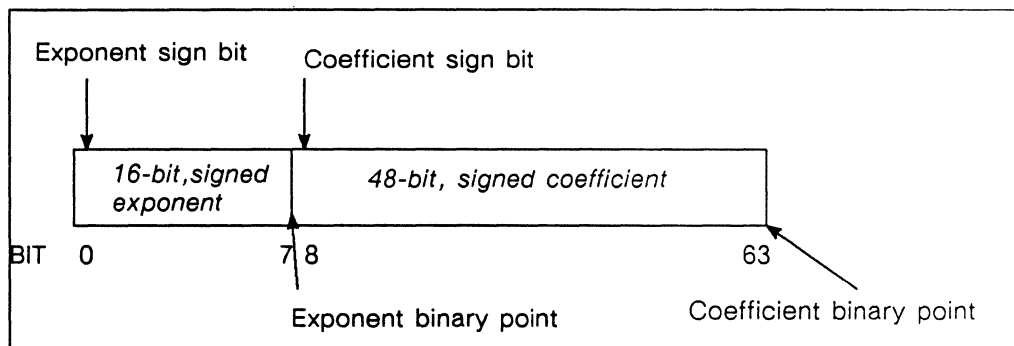 Exponent sign bit
Coefficient sign bit
16-bit,signed
exponent
48-bit, signed coefficient
BIT 0 7 8 63
Exponent binary point
Coefficient binary point